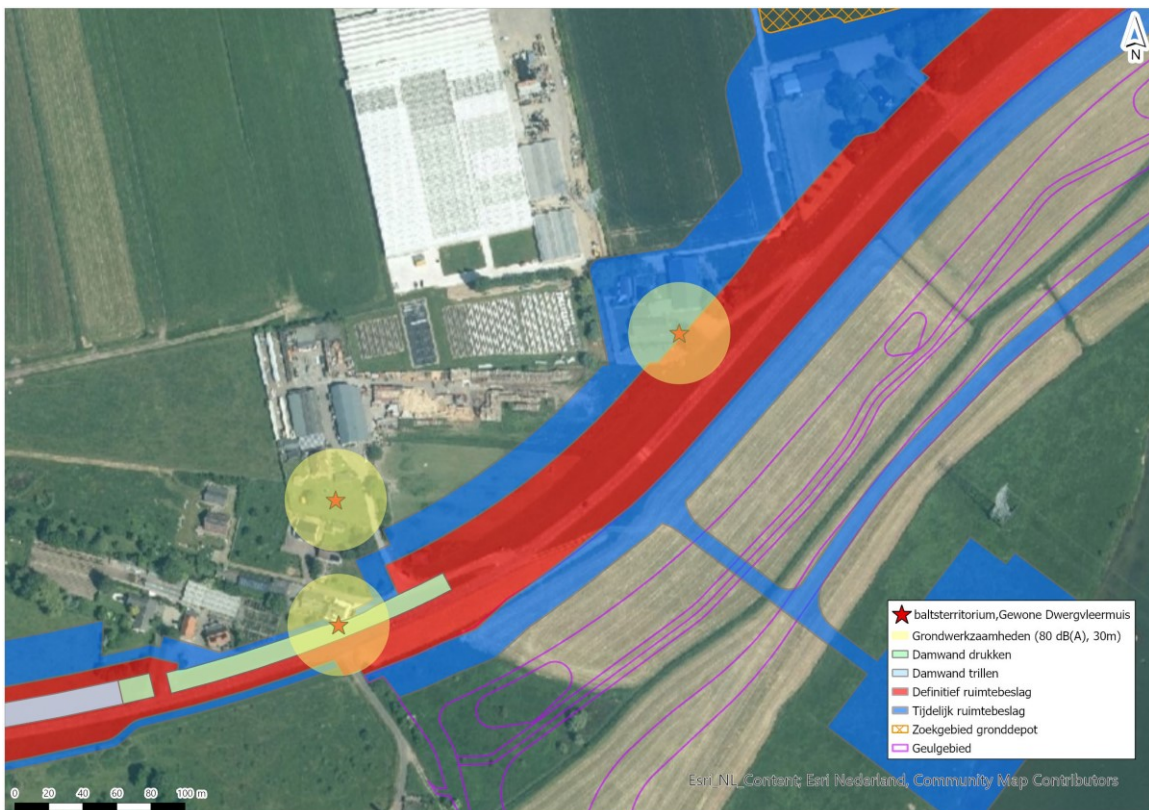 N
baltsterritorium,Gewone Dwergvleermuis
Grondwerkzaamheden (80 dB(A), 30m)
Damwand drukken
Damwand trillen
Definitief ruimtebeslag
Tijdelijk ruimtebeslag
Zoekgebied gronddepot
Geulgebied
Esri_NL_Content; Esri Nederland, Community Map Contributors
0 20 40 60 80 100 m